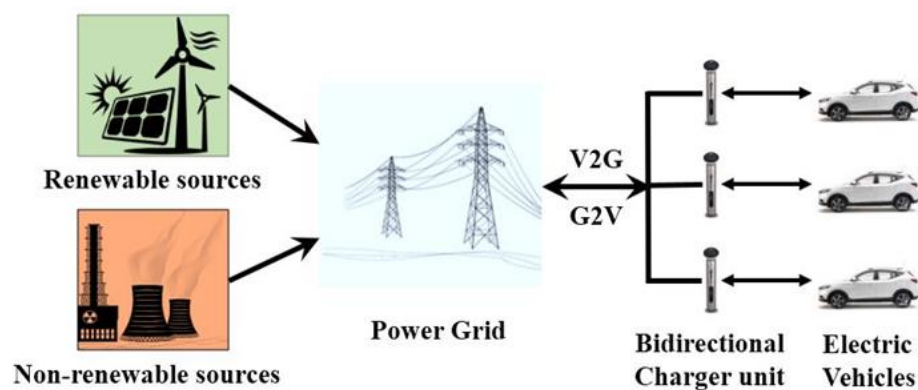 Renewable sources
Non-renewable sources
Power Grid
V2G
G2V
Bidirectional
Charger unit
Electric
Vehicles